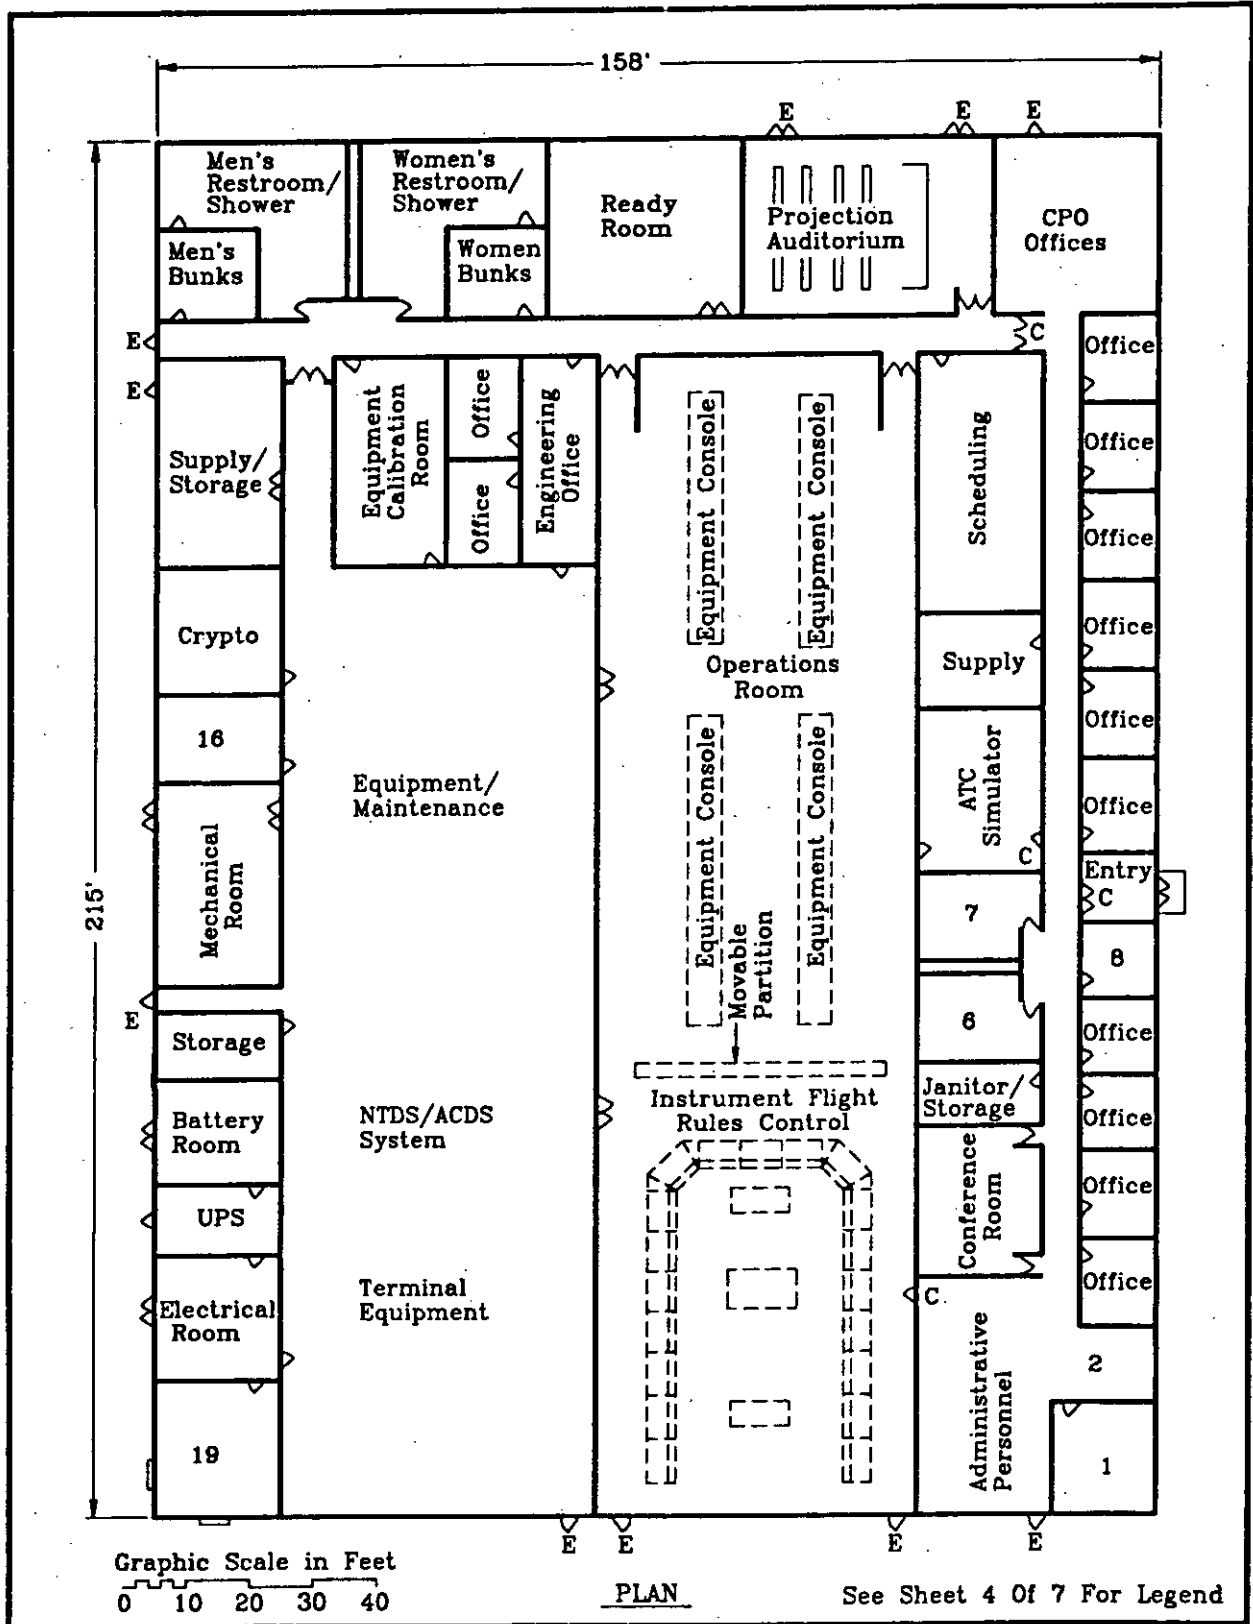 158'
E
E
E
Men's
Restroom/
Shower
Women's
Restroom/
Shower
Ready
Room
Projection
Auditorium
CPO
Offices
Men's
Bunks
Women
Bunks
E
C
Office
E
Supply/
Storage
Equipment
Calibration
Room
Office
Office
Engineering
Office
Equipment Console
Equipment Console
Scheduling
Office
Office
Crypto
Operations
Room
Supply
Office
16
Equipment/
Maintenance
Equipment Console
Equipment Console
ATC
Simulator
C
Office
Office
Mechanical
Room
215'
Movable
Partition
7
Entry
C
8
E
Storage
6
Office
Battery
Room
NTDS/ACDS
System
Instrument Flight
Rules Control
Janitor/
Storage
Office
UPS
Conference
Room
Office
Electrical
Room
Terminal
Equipment
C
Office
Administrative
Personnel
2
19
1
E
E
E
E
Graphic Scale in Feet
0 10 20 30 40
PLAN
See Sheet 4 Of 7 For Legend